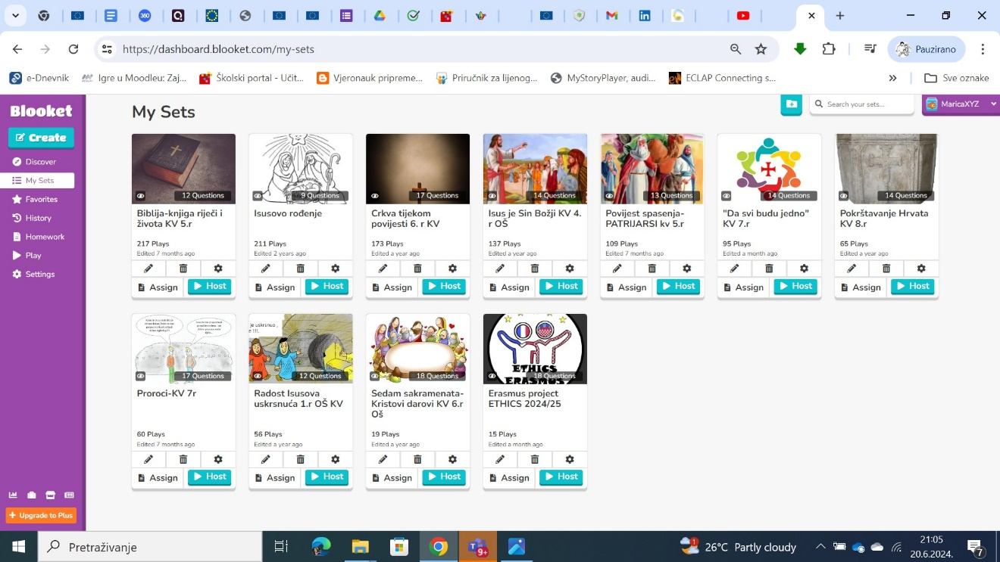 https://dashboard.blooket.com/my-sets
Pauzirano
e-Dnevnik
Igre u Moodleu: Zaj...
Školski portal - Učit...
Vjeronauk pripreme...
Priručnik za lijenog...
MyStoryPlayer, audi...
ECLAP Connecting s...
»
Sve oznake
Blooket
Create
Discover
My Sets
Favorites
History
Homework
Play
Settings
+ Upgrade to Plus
My Sets
Search your sets...
MaricaXYZ
12 Questions
Biblija-knjiga riječi i
života KV 5.r
217 Plays
Edited 7 months ago
Assign
Host
9 Questions
Isusovo rođenje
211 Plays
Edited 2 years ago
Assign
Host
17 Questions
Crkva tijekom
povijesti 6. r KV
173 Plays
Edited a year ago
Assign
Host
14 Questions
Isus je Sin Božji KV 4.
r OŠ
137 Plays
Edited a year ago
Assign
Host
13 Questions
Povijest spasenja-
PATRIJARSI kv 5.r
109 Plays
Edited 7 months ago
Assign
Host
14 Questions
"Da svi budu jedno"
KV 7.r
95 Plays
Edited a month ago
Assign
Host
14 Questions
Pokrštavanje Hrvata
KV 8.r
65 Plays
Edited a year ago
Assign
Host
17 Questions
Proroci-KV 7r
60 Plays
Edited 7 months ago
Assign
Host
je uskrsnuo ,
!!!.
12 Questions
Radost Isusova
uskrsnuća 1.r OŠ KV
56 Plays
Edited a year ago
Assign
Host
18 Questions
Sedam sakramenata-
Kristovi darovi KV 6.r
Oš
19 Plays
Edited a year ago
Assign
Host
ETHICS
ERASMUS
18 Questions
Erasmus project
ETHICS 2024/25
15 Plays
Edited a month ago
Assign
Host
Pretraživanje
9+
1
26°C Partly cloudy
21:05
20.6.2024.
7